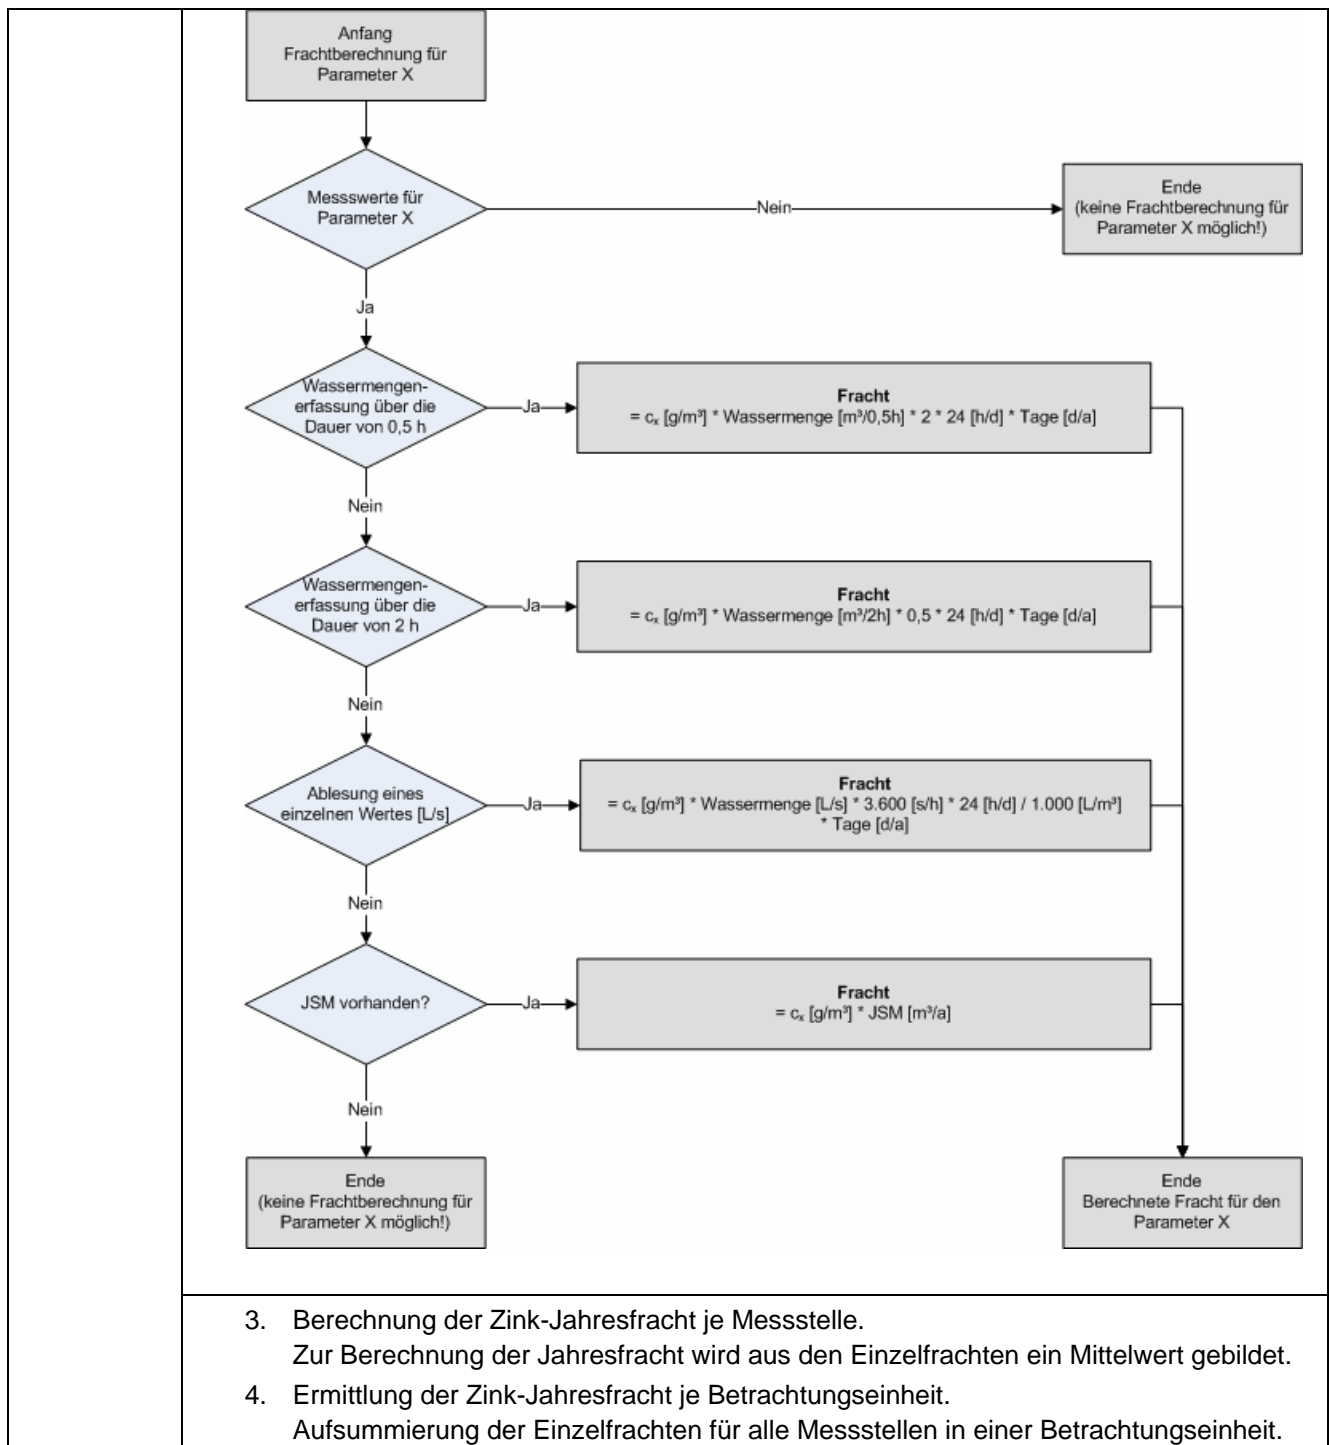 Anfang
Frachtberechnung für
Parameter X
Messswerte für
Parameter X
Nein
Ende
(keine Frachtberechnung für
Parameter X möglich!)
Ja
Wassermengen-
erfassung über die
Dauer von 0,5 h
Ja
Fracht
= cₓ [g/m³] * Wassermenge [m³/0,5h] * 2 * 24 [h/d] * Tage [d/a]
Nein
Wassermengen-
erfassung über die
Dauer von 2 h
Ja
Fracht
= cₓ [g/m³] * Wassermenge [m³/2h] * 0,5 * 24 [h/d] * Tage [d/a]
Nein
Ablesung eines
einzelnen Wertes [L/s]
Ja
Fracht
= cₓ [g/m³] * Wassermenge [L/s] * 3.600 [s/h] * 24 [h/d] / 1.000 [L/m³]
* Tage [d/a]
Nein
JSM vorhanden?
Ja
Fracht
= cₓ [g/m³] * JSM [m³/a]
Nein
Ende
(keine Frachtberechnung für
Parameter X möglich!)
Ende
Berechnete Fracht für den
Parameter X
3. Berechnung der Zink-Jahresfracht je Messstelle.
Zur Berechnung der Jahresfracht wird aus den Einzelfrachten ein Mittelwert gebildet.
4. Ermittlung der Zink-Jahresfracht je Betrachtungseinheit.
Aufsummierung der Einzelfrachten für alle Messstellen in einer Betrachtungseinheit.